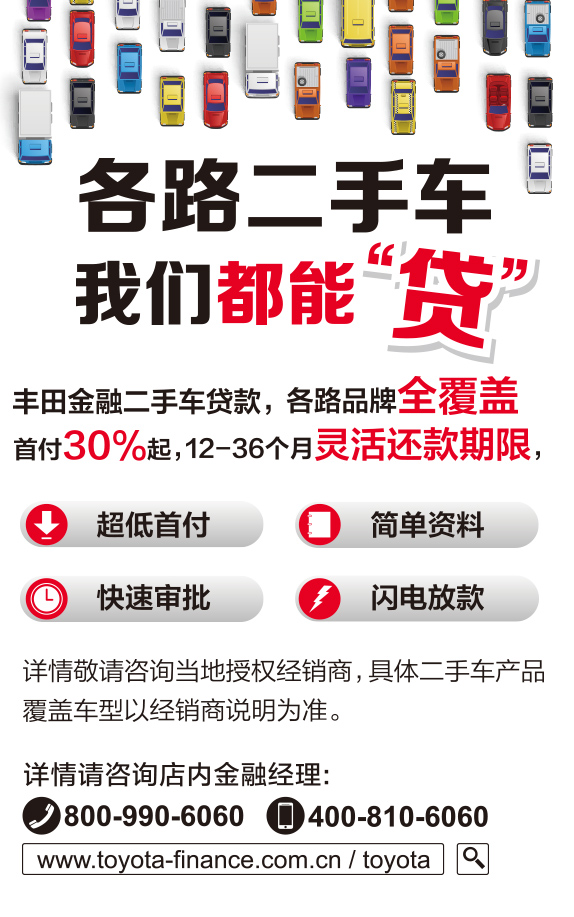 各路二手车
我们都能“贷”
丰田金融二手车贷款，各路品牌全覆盖
首付30%起，12-36个月灵活还款期限，
超低首付
简单资料
快速审批
闪电放款
详情敬请咨询当地授权经销商，具体二手车产品
覆盖车型以经销商说明为准。
详情请咨询店内金融经理：
800-990-6060 400-810-6060
www.toyota-finance.com.cn / toyota